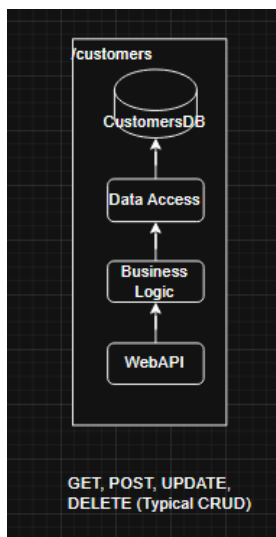 /customers
CustomersDB
Data Access
Business
Logic
WebAPI
GET, POST, UPDATE,
DELETE (Typical CRUD)